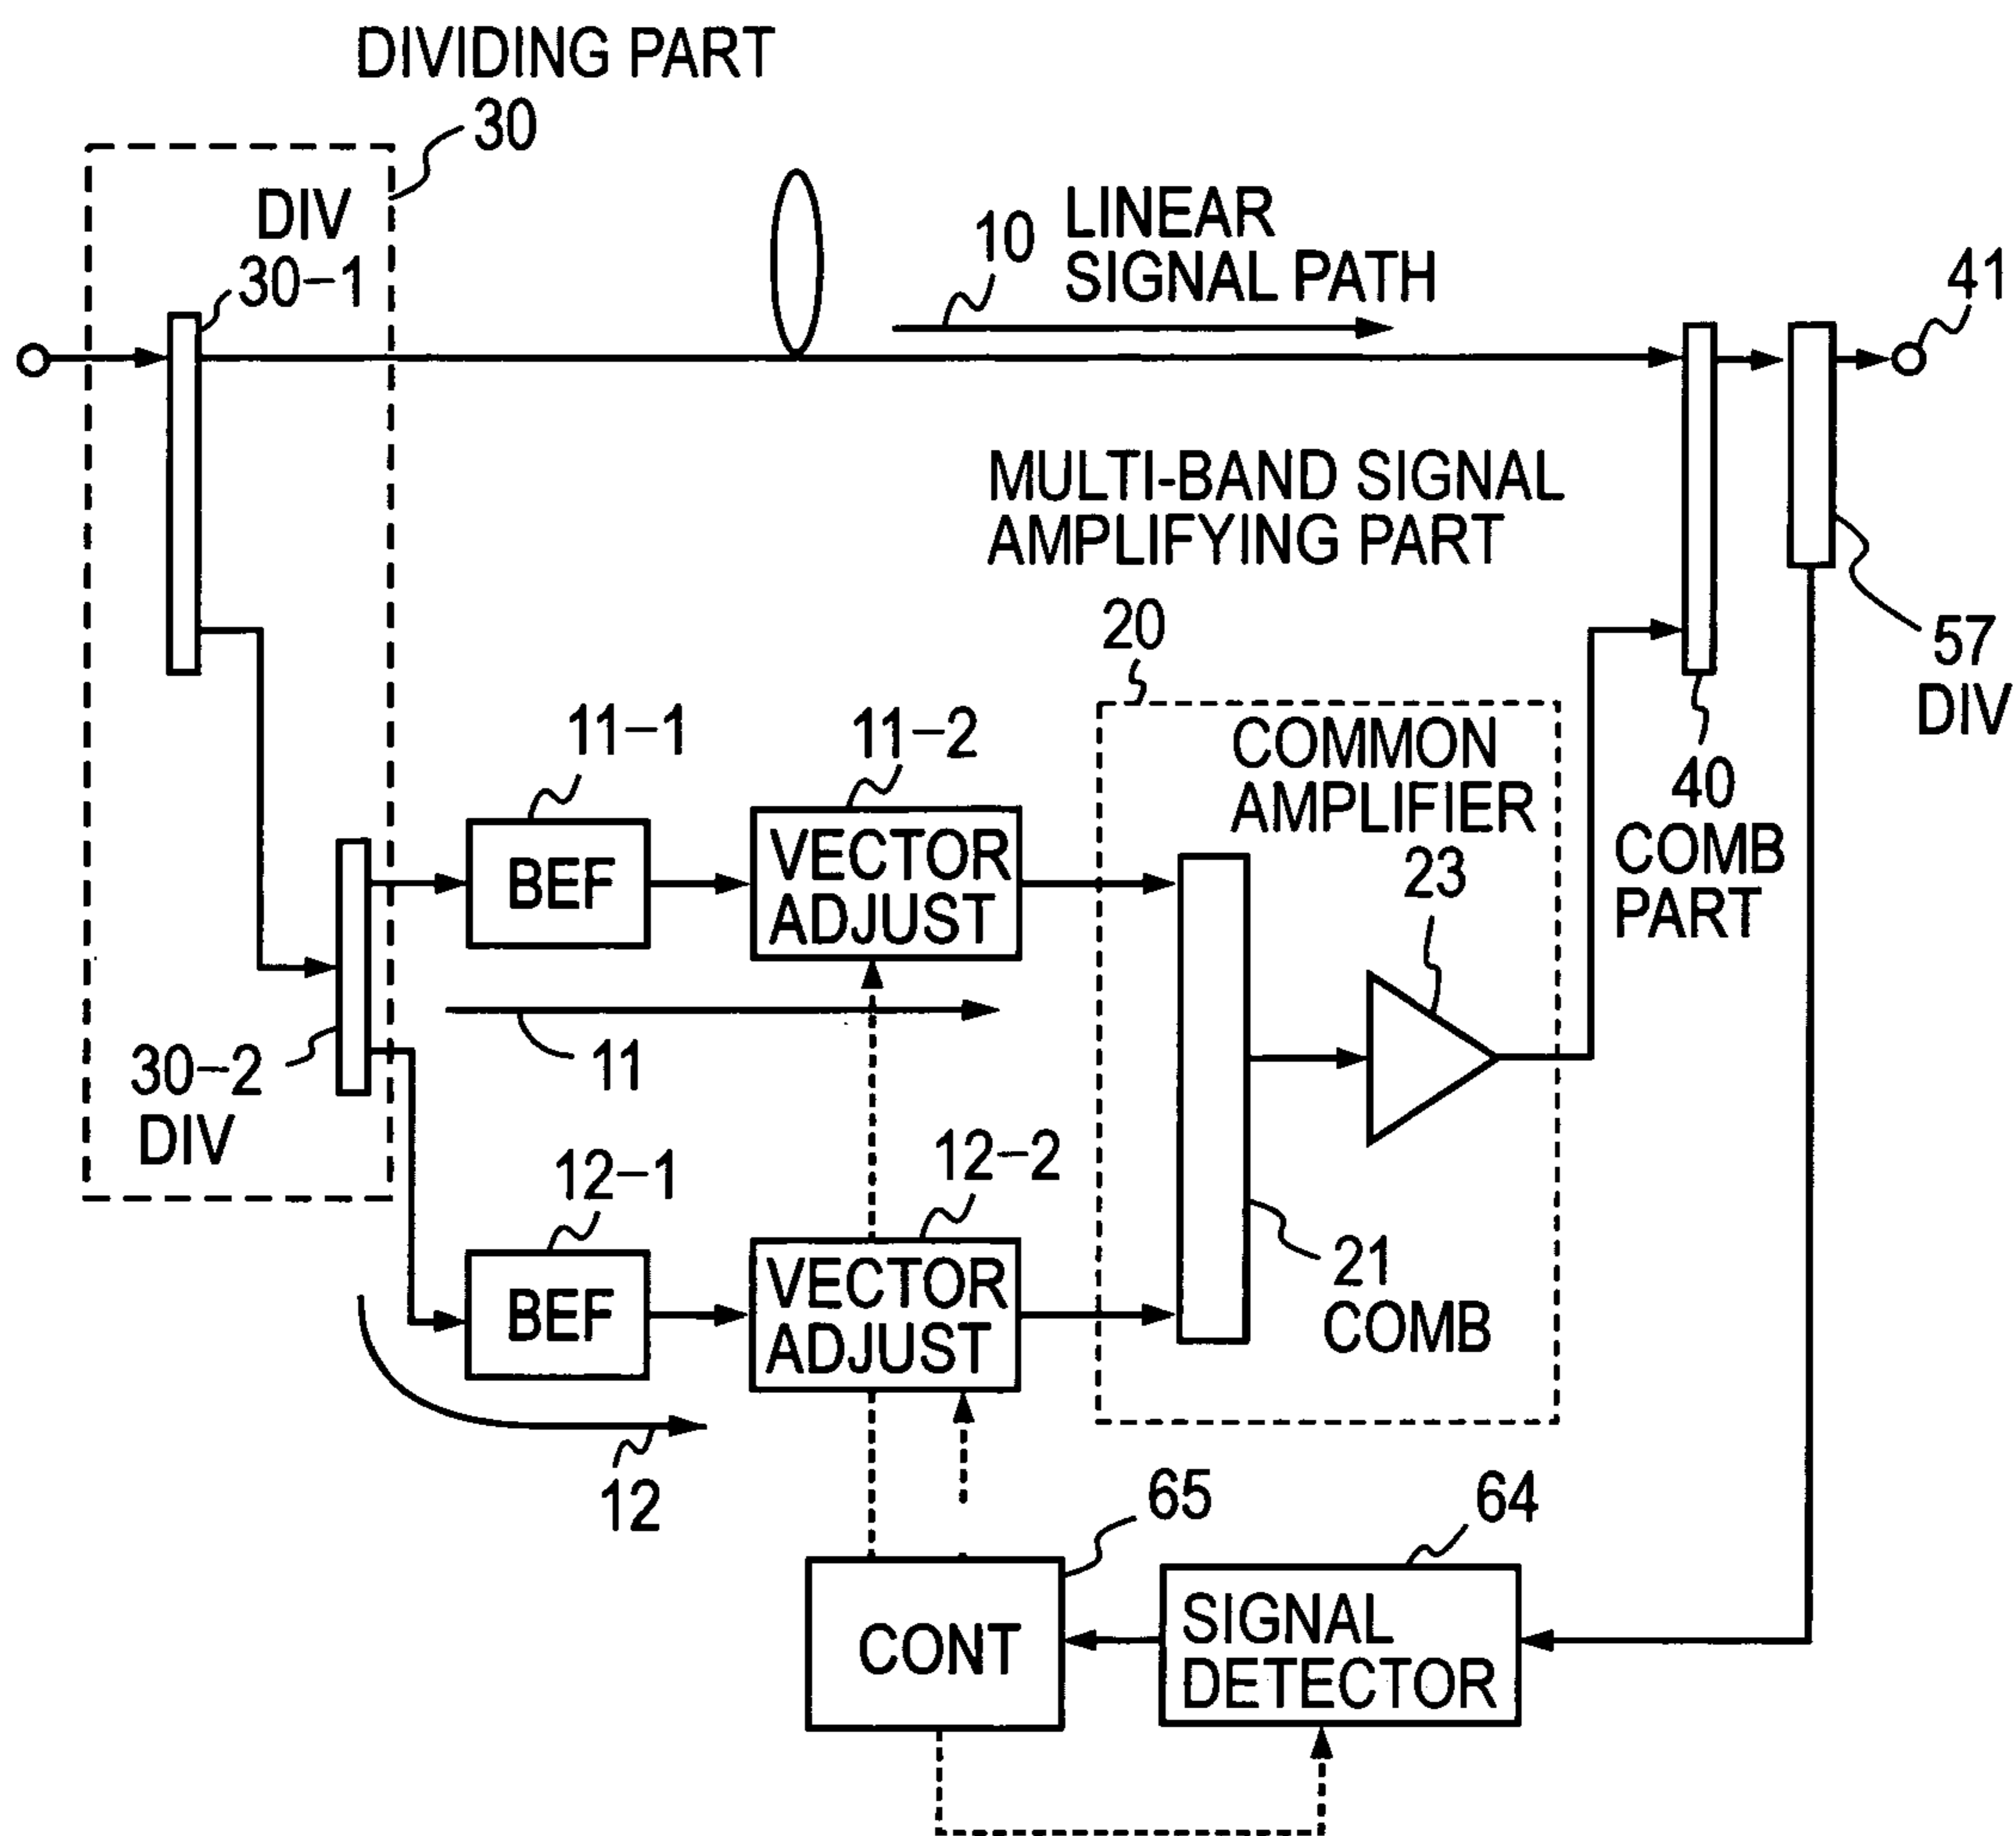 DIVIDING PART
30
DIV
30-1
10
LINEAR
SIGNAL PATH
41
MULTI-BAND SIGNAL
AMPLIFYING PART
20
57
DIV
11-1
11-2
COMMON
AMPLIFIER
23
40
COMB
PART
BEF
VECTOR
ADJUST
30-2
DIV
11
12-1
12-2
BEF
VECTOR
ADJUST
21
COMB
12
65
64
CONT
SIGNAL
DETECTOR